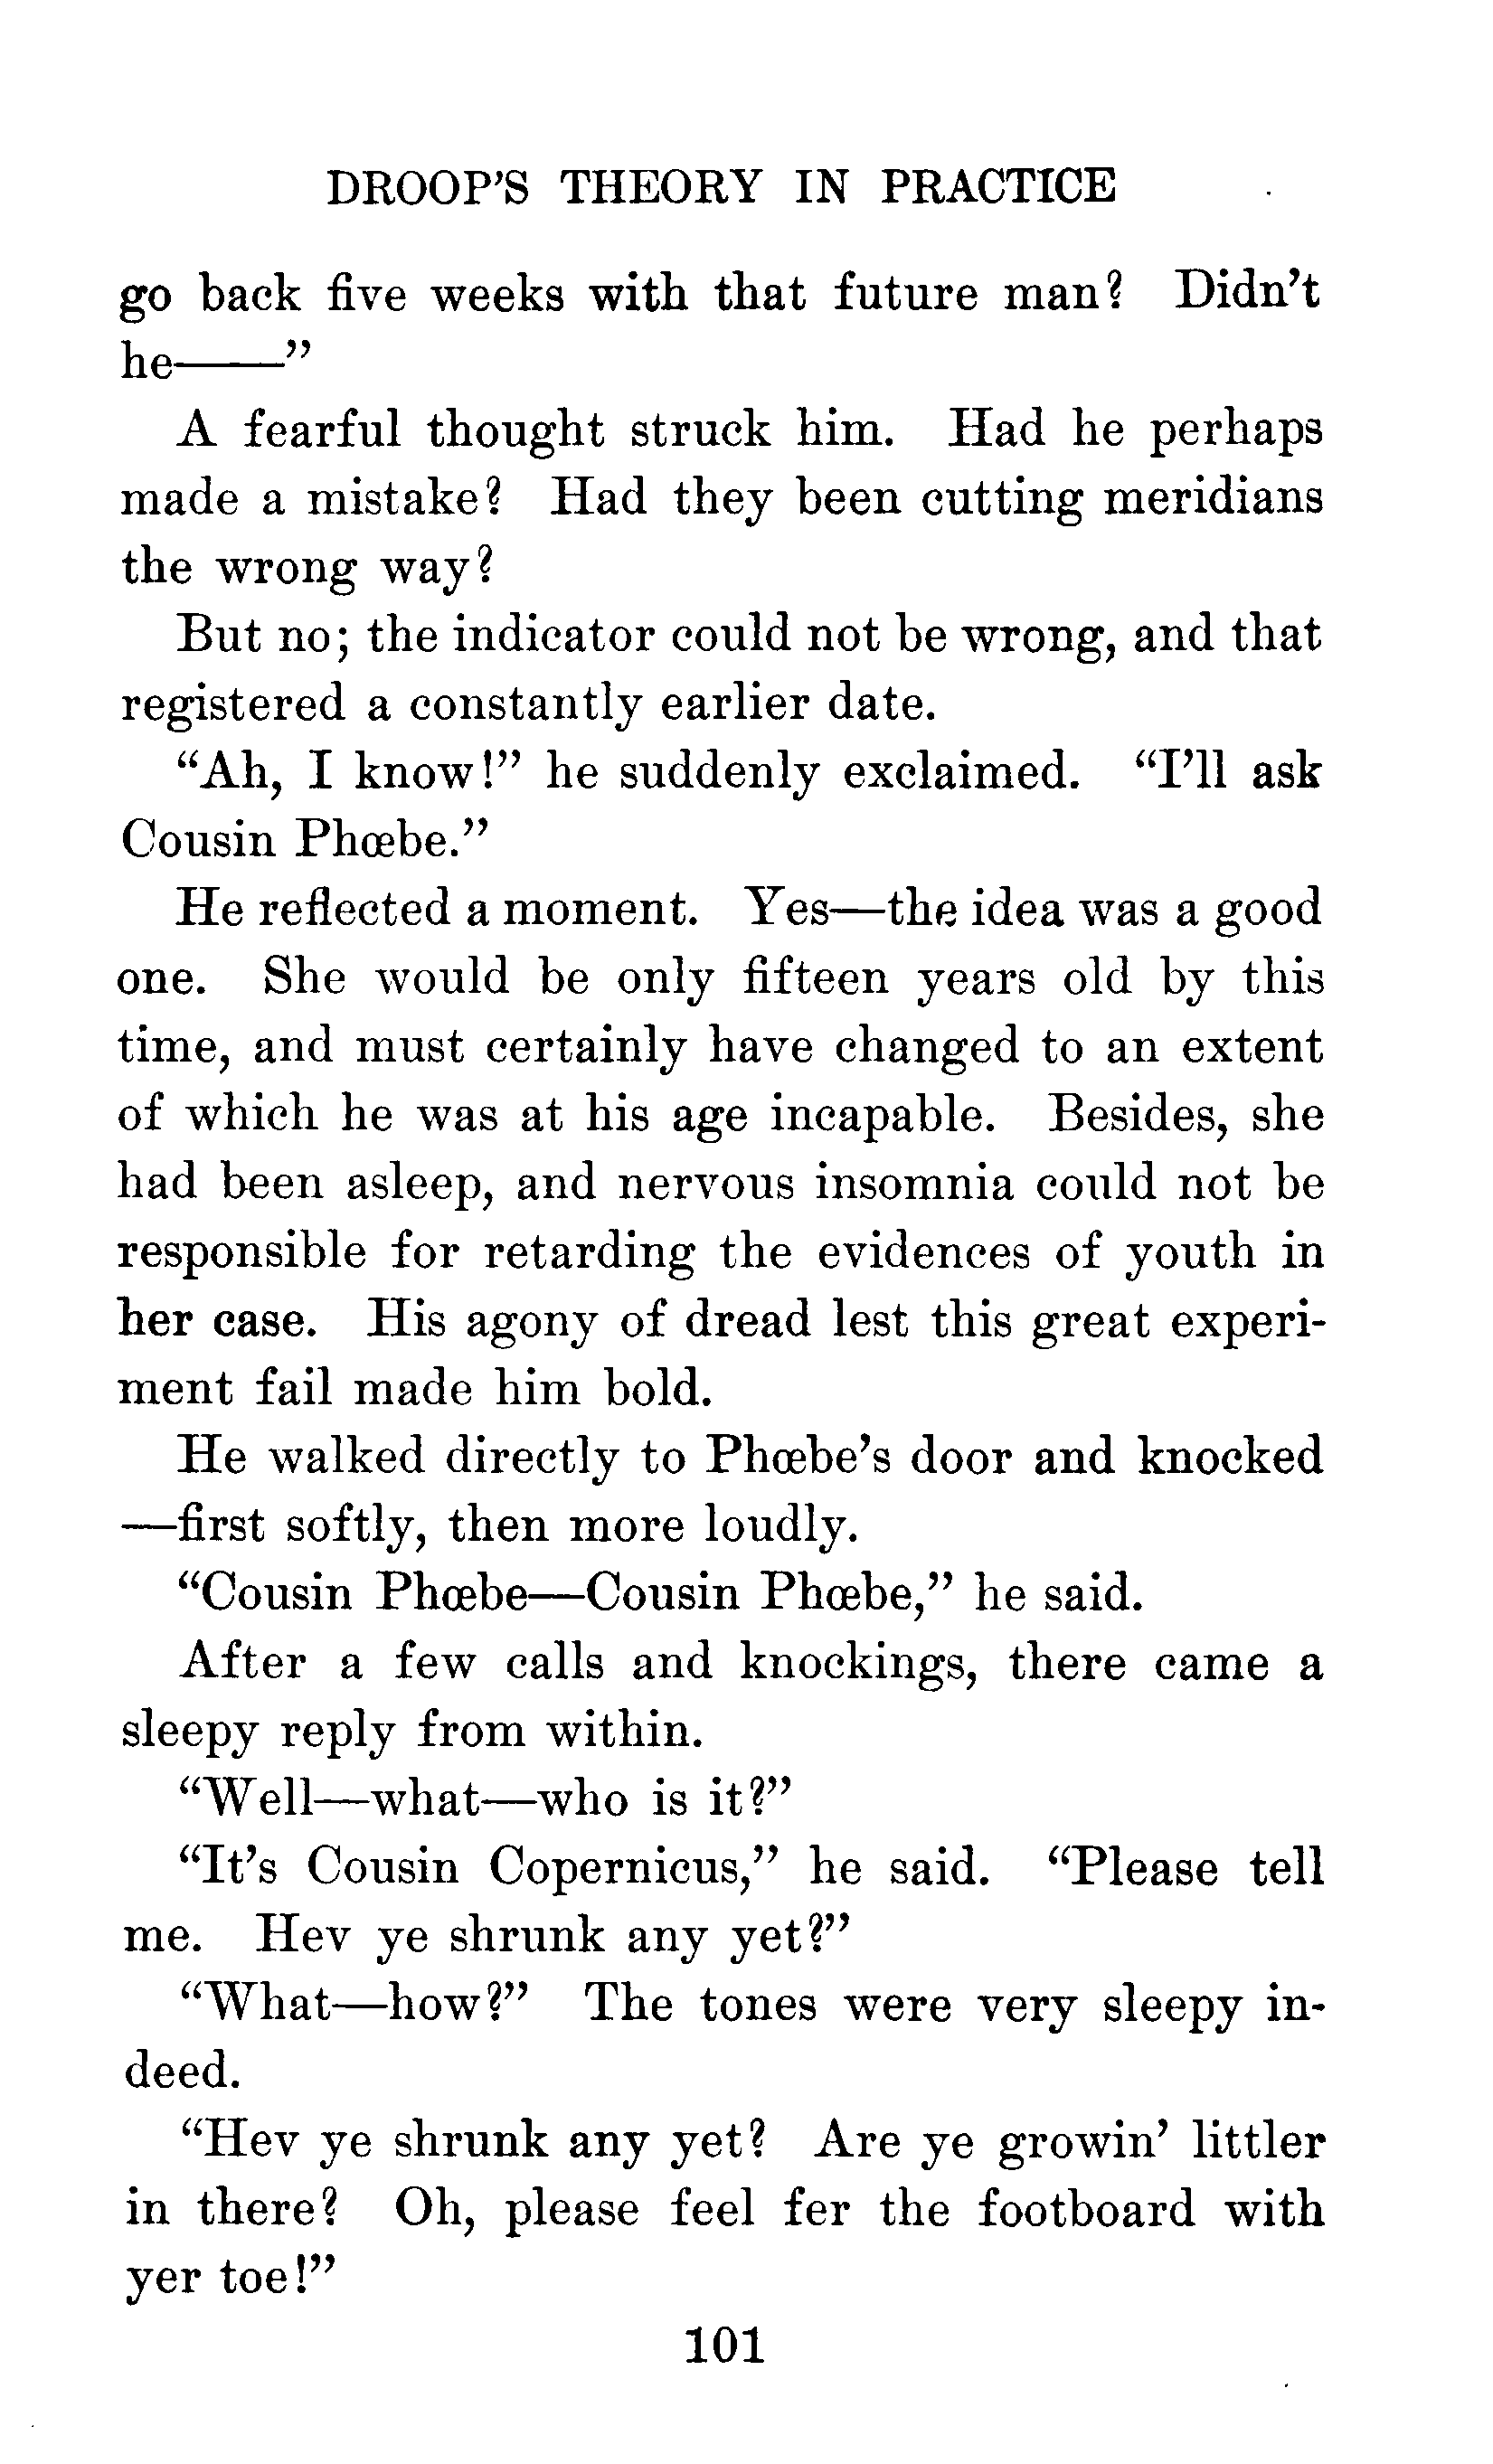 DROOP'S THEORY IN PRACTICE
go back five weeks with that future man? Didn't
he——"
A fearful thought struck him. Had he perhaps
made a mistake? Had they been cutting meridians
the wrong way?
But no; the indicator could not be wrong, and that
registered a constantly earlier date.
"Ah, I know!" he suddenly exclaimed. "I'll ask
Cousin Phœbe."
He reflected a moment. Yes—the idea was a good
one. She would be only fifteen years old by this
time, and must certainly have changed to an extent
of which he was at his age incapable. Besides, she
had been asleep, and nervous insomnia could not be
responsible for retarding the evidences of youth in
her case. His agony of dread lest this great experi-
ment fail made him bold.
He walked directly to Phœbe's door and knocked
—first softly, then more loudly.
"Cousin Phœbe—Cousin Phœbe," he said.
After a few calls and knockings, there came a
sleepy reply from within.
"Well—what—who is it?"
"It's Cousin Copernicus," he said. "Please tell
me. Hev ye shrunk any yet?"
"What—how?" The tones were very sleepy in-
deed.
"Hev ye shrunk any yet? Are ye growin' littler
in there? Oh, please feel fer the footboard with
yer toe!"
101